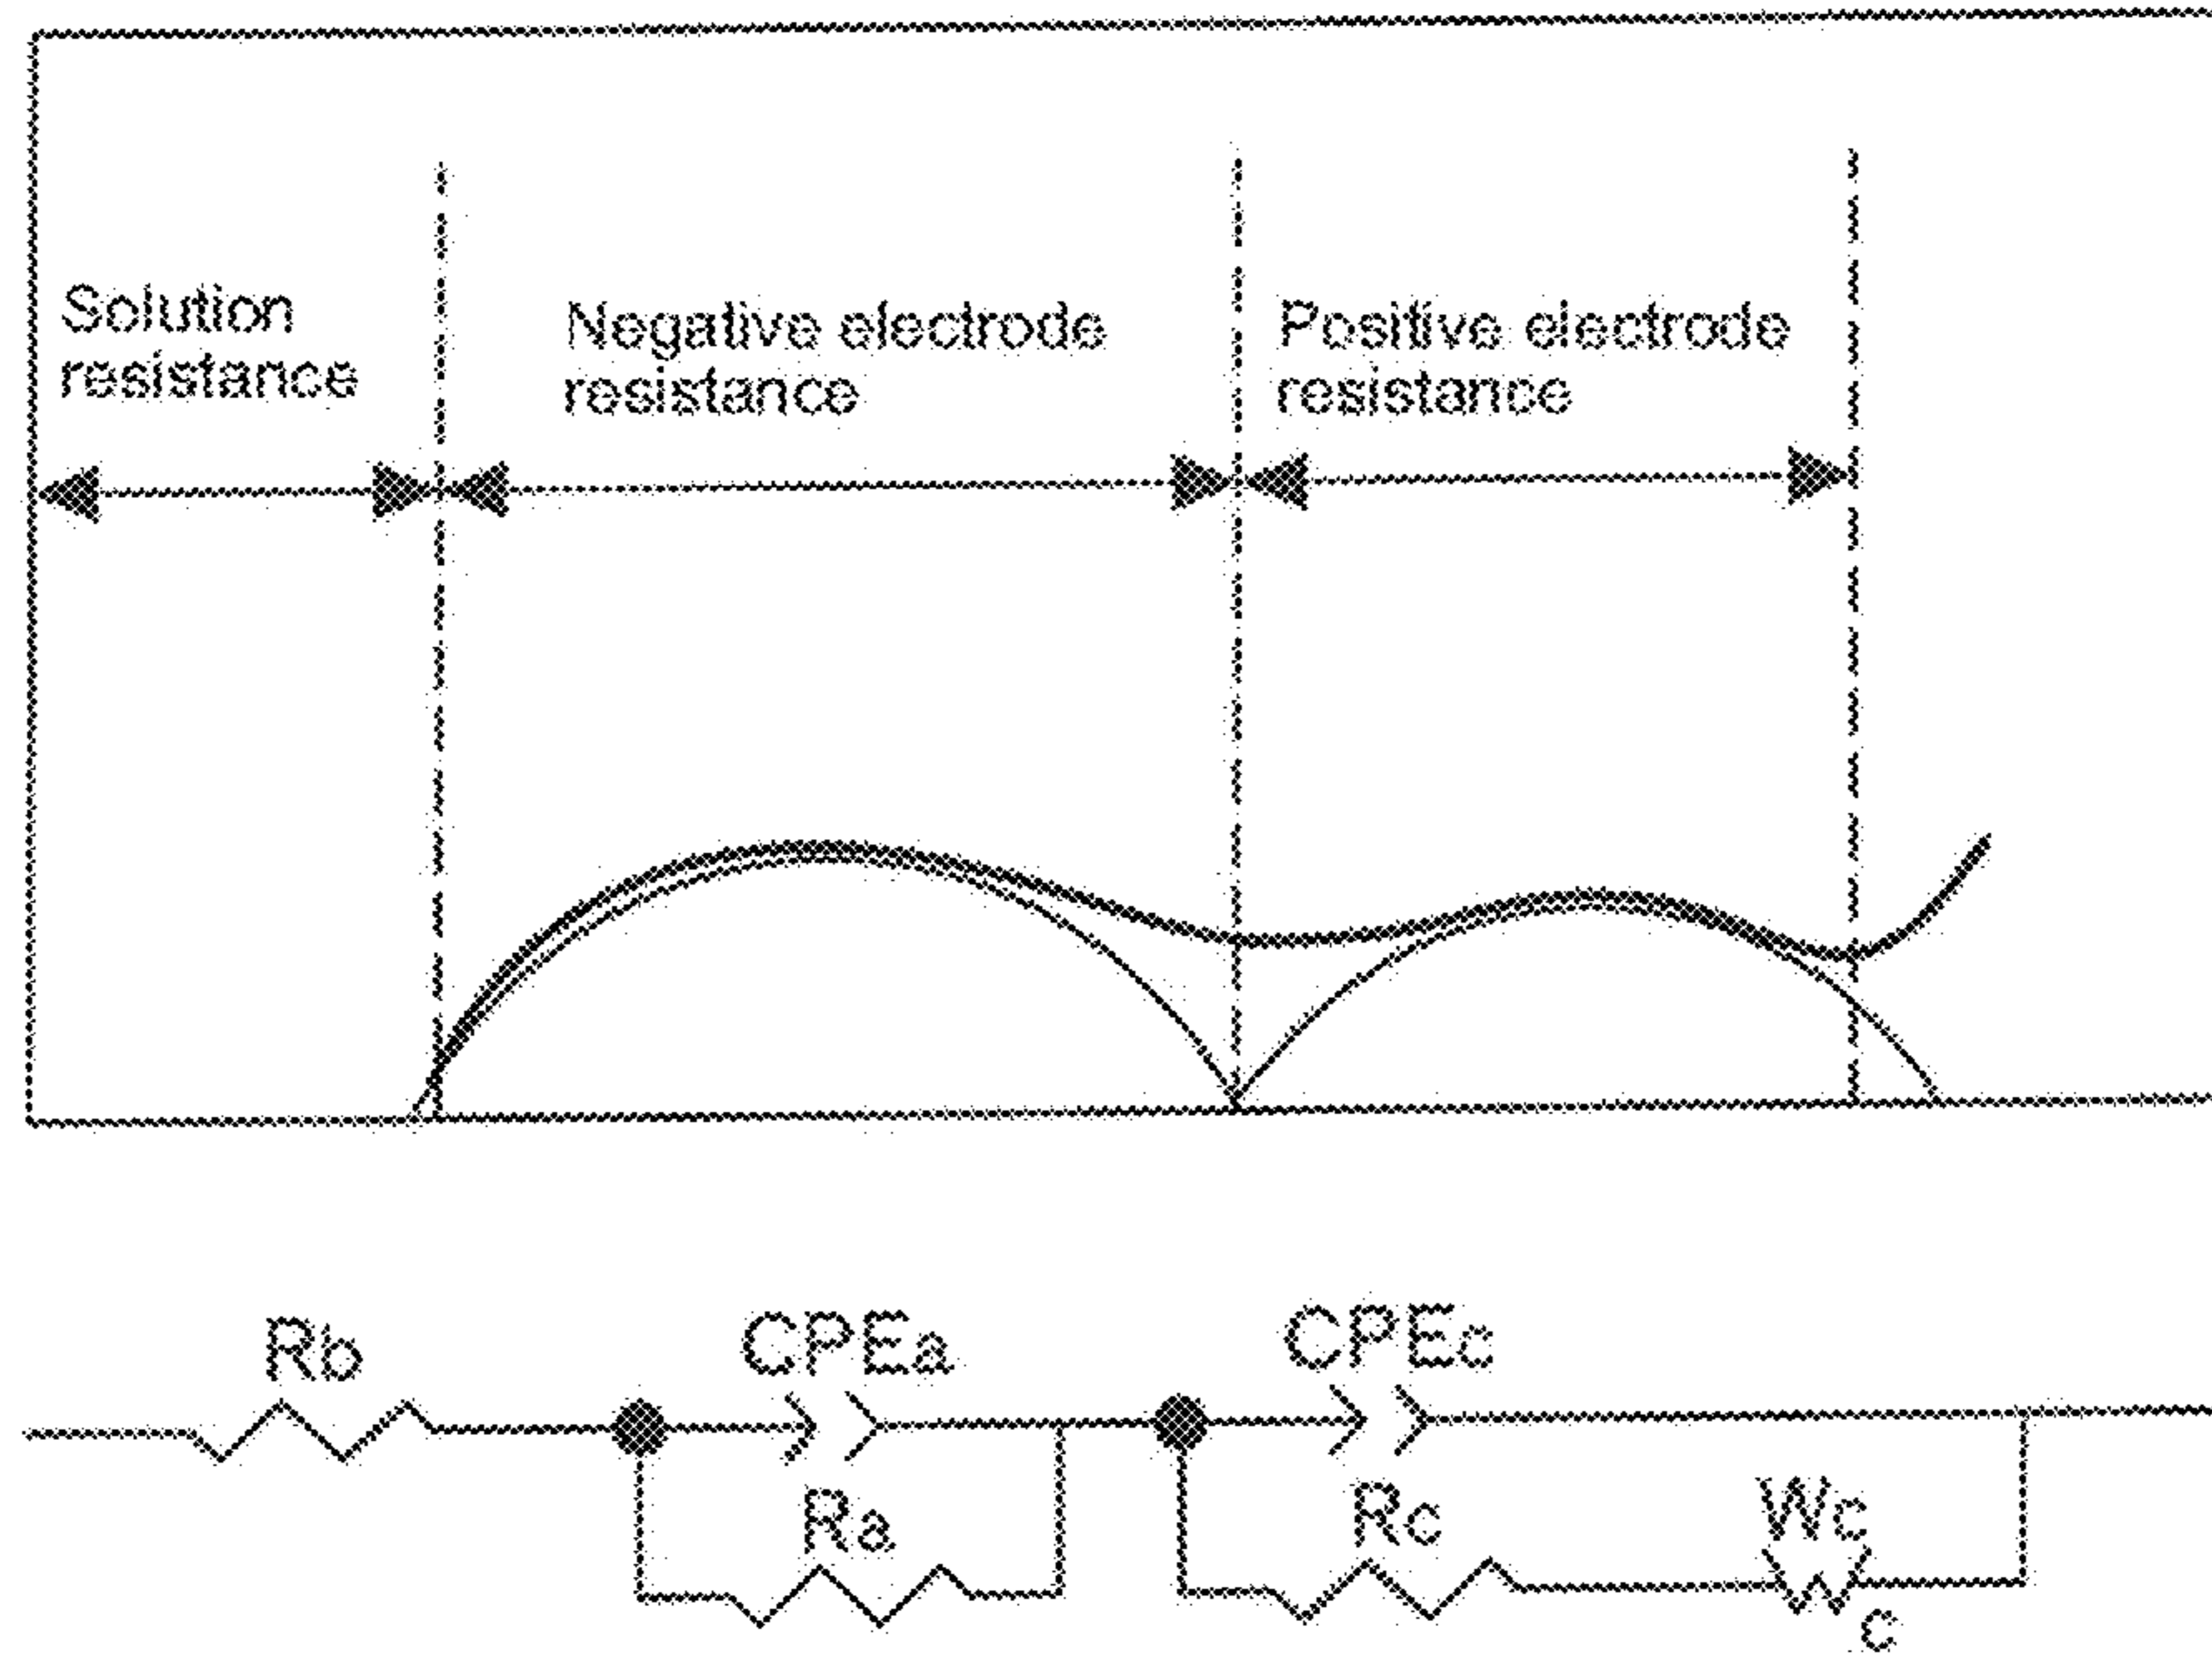 Solution
resistance
Negative electrode
resistance
Positive electrode
resistance
Rb
CPEa
CPEc
Ra
Rc
Wc
W
c